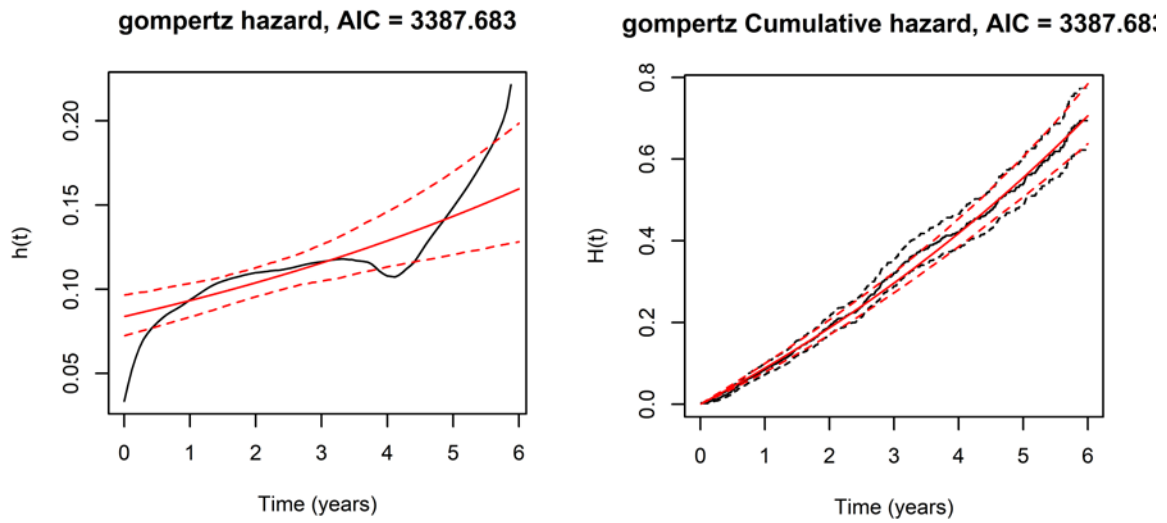 gompertz hazard, AIC = 3387.683
h(t)
0.20
0.15
0.10
0.05
0 1 2 3 4 5 6
Time (years)
gompertz Cumulative hazard, AIC = 3387.683
H(t)
0.8
0.6
0.4
0.2
0.0
0 1 2 3 4 5 6
Time (years)